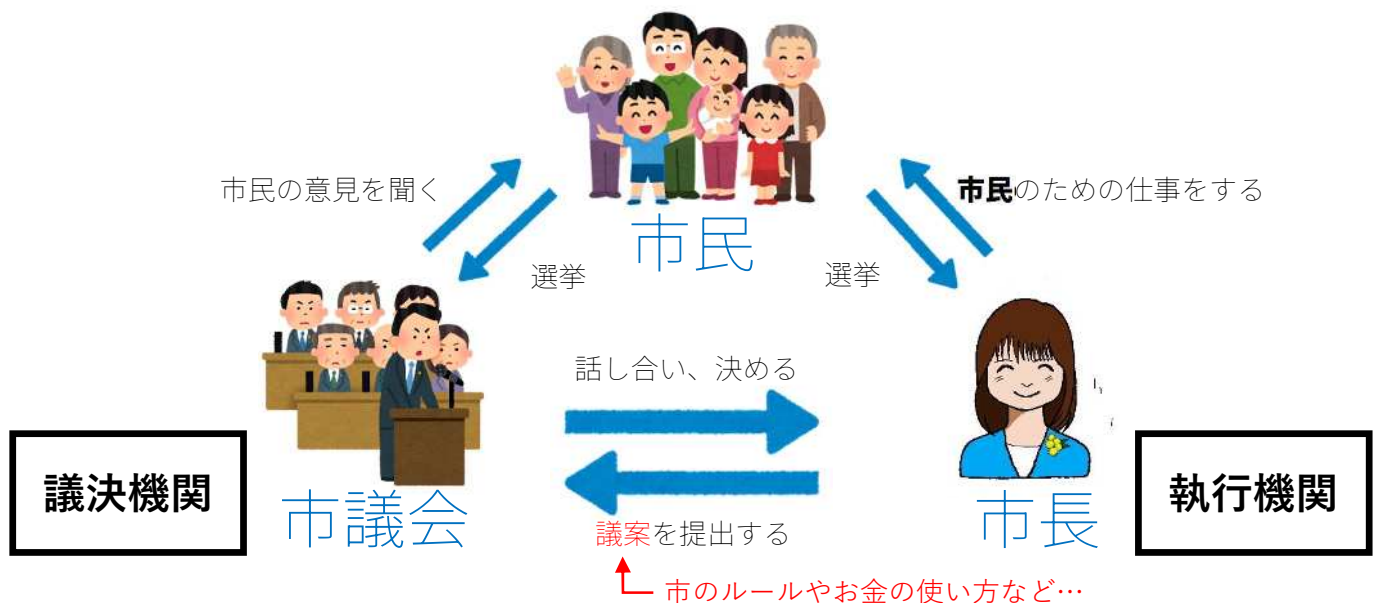 市民の意見を聞く
市民のための仕事をする
市民
選挙
選挙
話し合い、決める
議決機関
市議会
市長
執行機関
議案を提出する
市のルールやお金の使い方など…